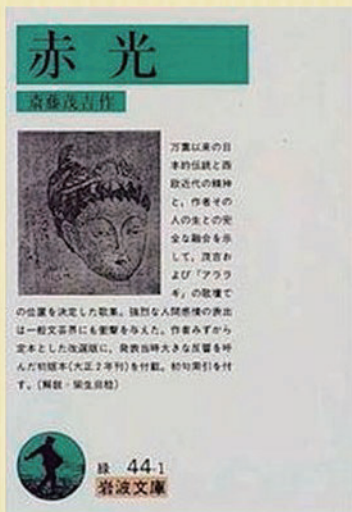 赤光
斎藤茂吉作
万葉以来の日
本的伝統と西
欧近代の精神
と，作者その
人の生との完
全な融合を示
して，茂吉お
よび「アララ
ギ」の歌壇で
の位置を決定した歌集．強烈な人間感情の表出
は一般文芸界にも衝撃を与えた．作者みずから
定本とした改選版に，発表当時大きな反響を呼
んだ初版本(大正2年刊)を付載．初句索引を付
す．(解説・柴生田稔)
緑 44-1
岩波文庫